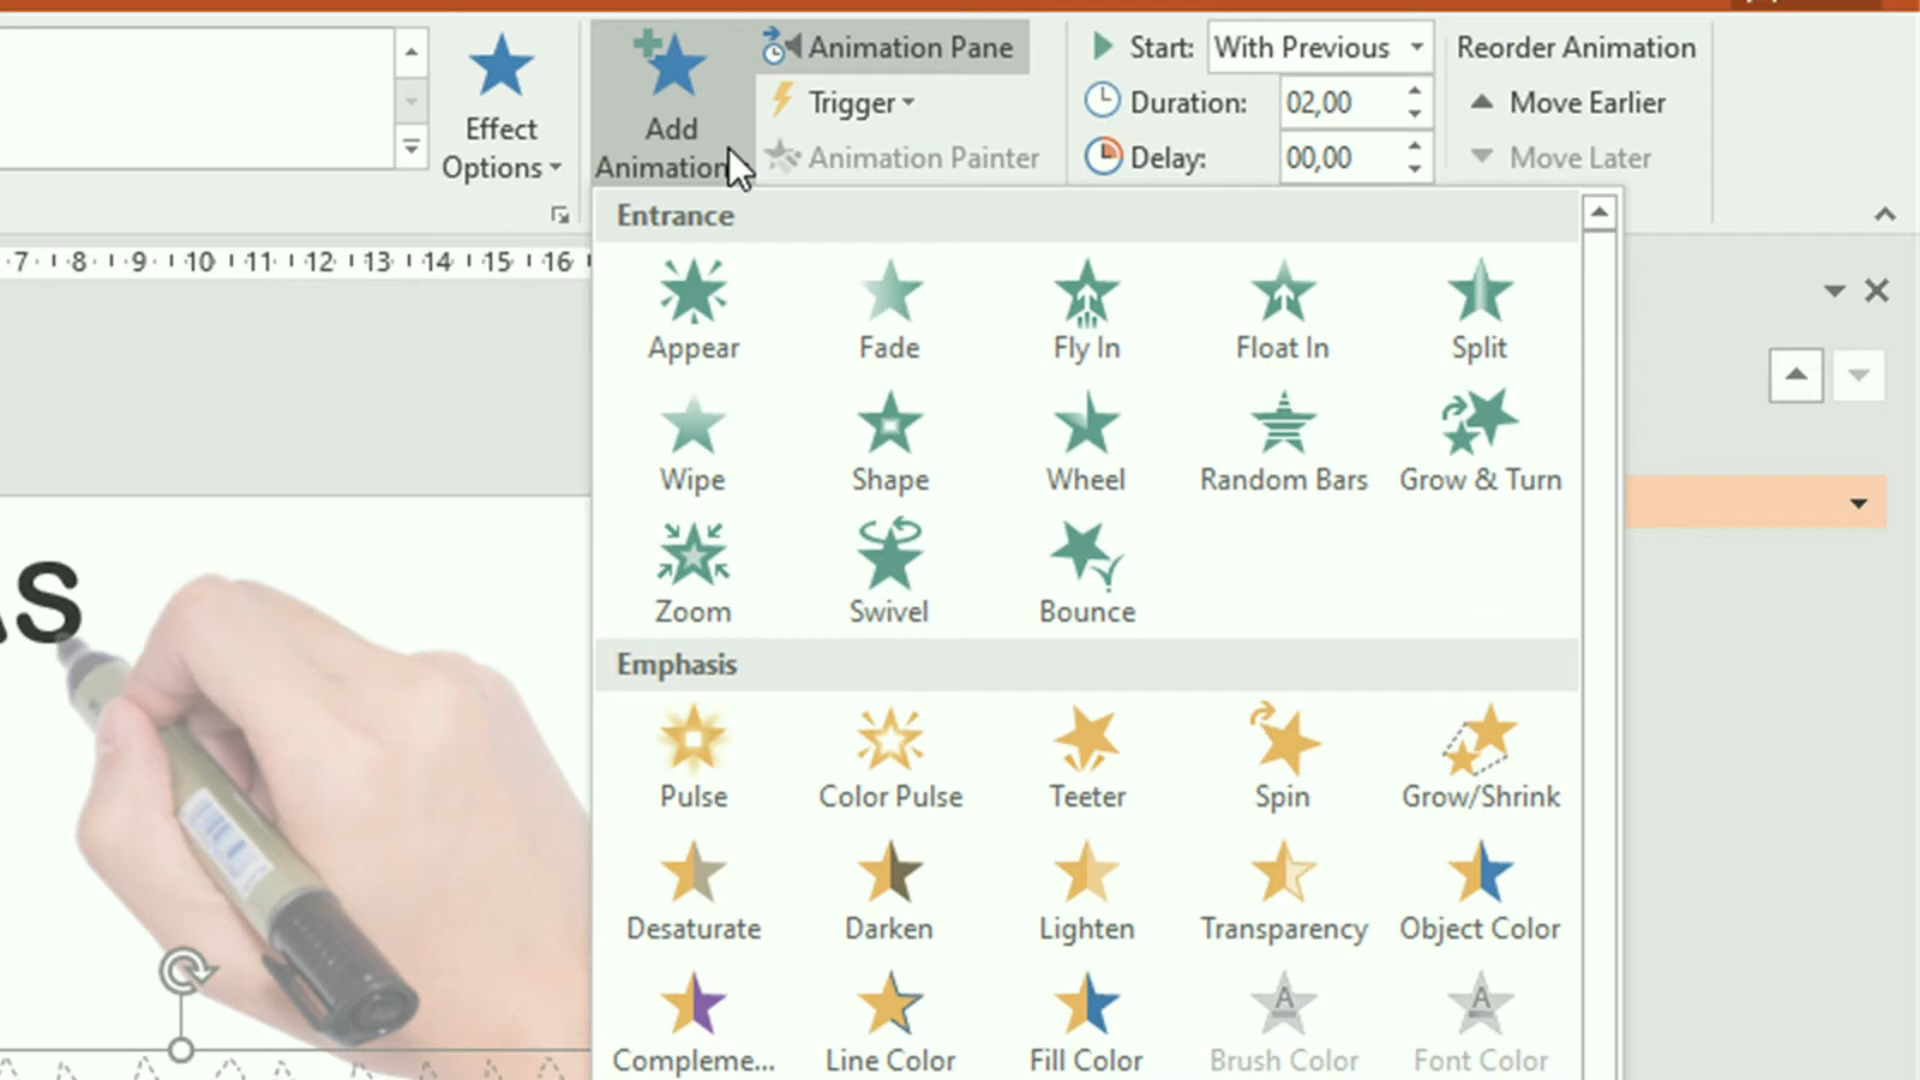 Effect
Options
Add
Animation
Animation Pane
Trigger
Animation Painter
Start: With Previous
Duration: 02,00
Delay: 00,00
Reorder Animation
Move Earlier
Move Later
7 8 9 10 11 12 13 14 15 16
Entrance
Appear Fade Fly In Float In Split
Wipe Shape Wheel Random Bars Grow & Turn
Zoom Swivel Bounce
Emphasis
Pulse Color Pulse Teeter Spin Grow/Shrink
Desaturate Darken Lighten Transparency Object Color
Compleme... Line Color Fill Color Brush Color Font Color
S